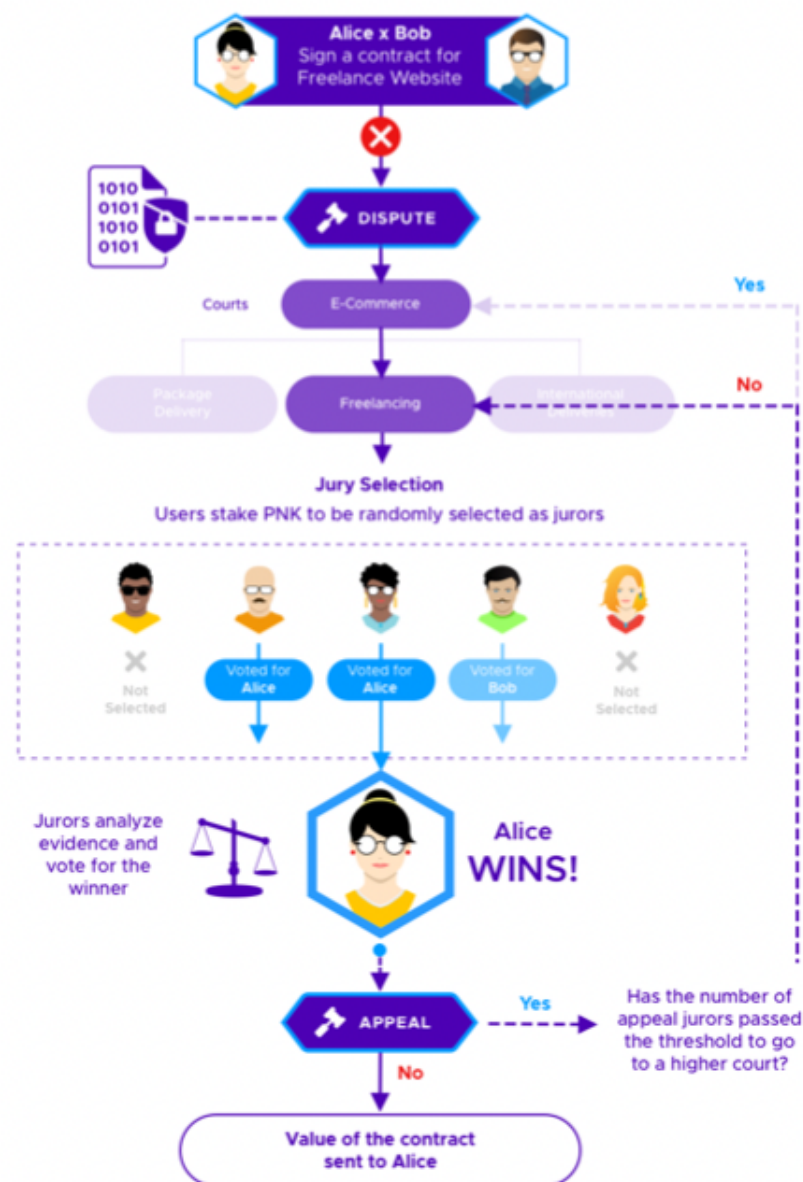 Alice x Bob
Sign a contract for
Freelance Website
1010
0101
1010
0101
DISPUTE
Courts
E-Commerce
Yes
Package
Delivery
Freelancing
International
Deliveries
No
Jury Selection
Users stake PNK to be randomly selected as jurors
Not
Selected
Voted for
Alice
Voted for
Alice
Voted for
Bob
Not
Selected
Jurors analyze
evidence and
vote for the
winner
Alice
WINS!
APPEAL
Yes
Has the number of
appeal jurors passed
the threshold to go
to a higher court?
No
Value of the contract
sent to Alice